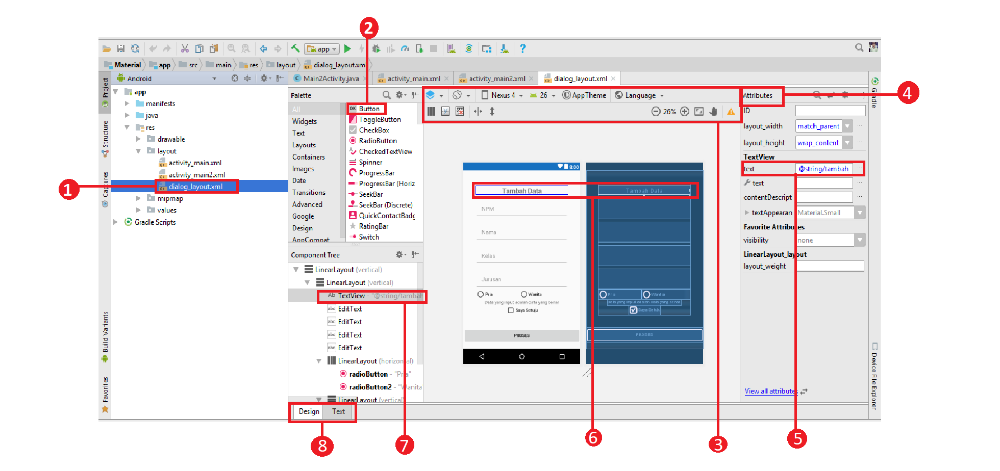 2
app
Material app src main res layout dialog_layout.xm
Project
Structure
Captures
Build Variants
Favorites
Android
app
manifests
java
res
drawable
layout
activity_main.xml
activity_main2.xml
dialog_layout.xml
mipmap
values
Gradle Scripts
1
Main2Activity.java activity_main.xml activity_main2.xml dialog_layout.xml
Palette
All
Widgets
Text
Layouts
Containers
Images
Date
Transitions
Advanced
Google
Design
AppCompat
OK Button
ToggleButton
CheckBox
RadioButton
CheckedTextView
Spinner
ProgressBar
ProgressBar (Horiz
SeekBar
SeekBar (Discrete)
QuickContactBadg
RatingBar
Switch
Component Tree
LinearLayout (vertical)
LinearLayout (vertical)
Ab TextView - "@string/tambah
abc EditText
abc EditText
abc EditText
abc EditText
LinearLayout (horizontal)
radioButton - "Pria"
radioButton2 - "Wanita
LinearLayout (vertical)
Design Text
8
7
Nexus 4 26 AppTheme Language
26%
8:00
Tambah Data
NPM
Nama
Kelas
Jurusan
Pria Wanita
Data yang input adalah data yang benar
Saya Setuju
PROSES
Tambah Data
Pria Wanita
Data yang input adalah data yang benar
Saya Setuju
PROSES
6
3
Attributes
4
ID
layout_width match_parent
layout_height wrap_content
TextView
text @string/tambah_
text
contentDescript
textAppearan Material.Small
Favorite Attributes
visibility none
LinearLayout_layout
layout_weight
View all attributes
5
Gradle
Device File Explorer